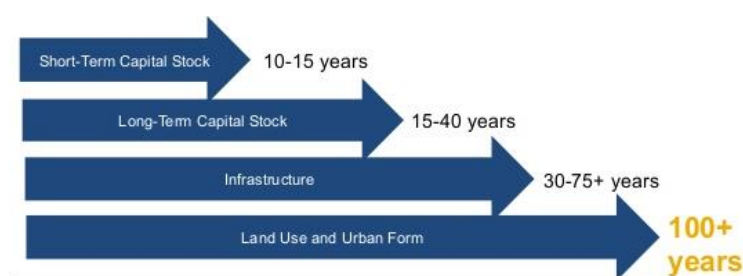 Short-Term Capital Stock 10-15 years
Long-Term Capital Stock 15-40 years
Infrastructure 30-75+ years
Land Use and Urban Form 100+
years